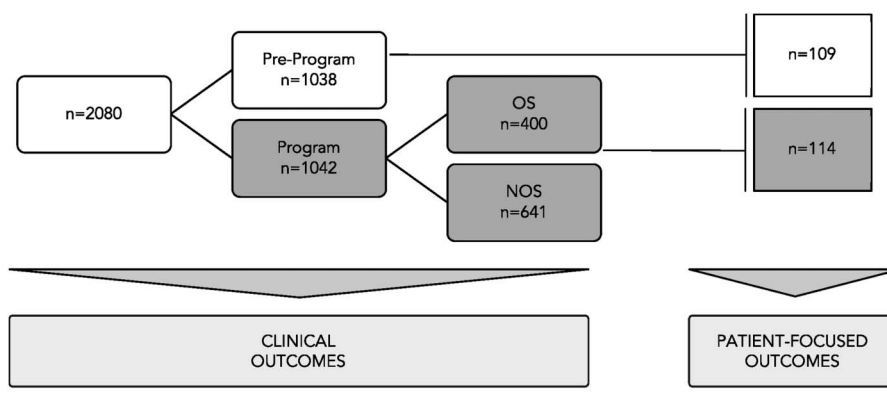 n=2080
Pre-Program
n=1038
Program
n=1042
OS
n=400
NOS
n=641
n=109
n=114
CLINICAL
OUTCOMES
PATIENT-FOCUSED
OUTCOMES